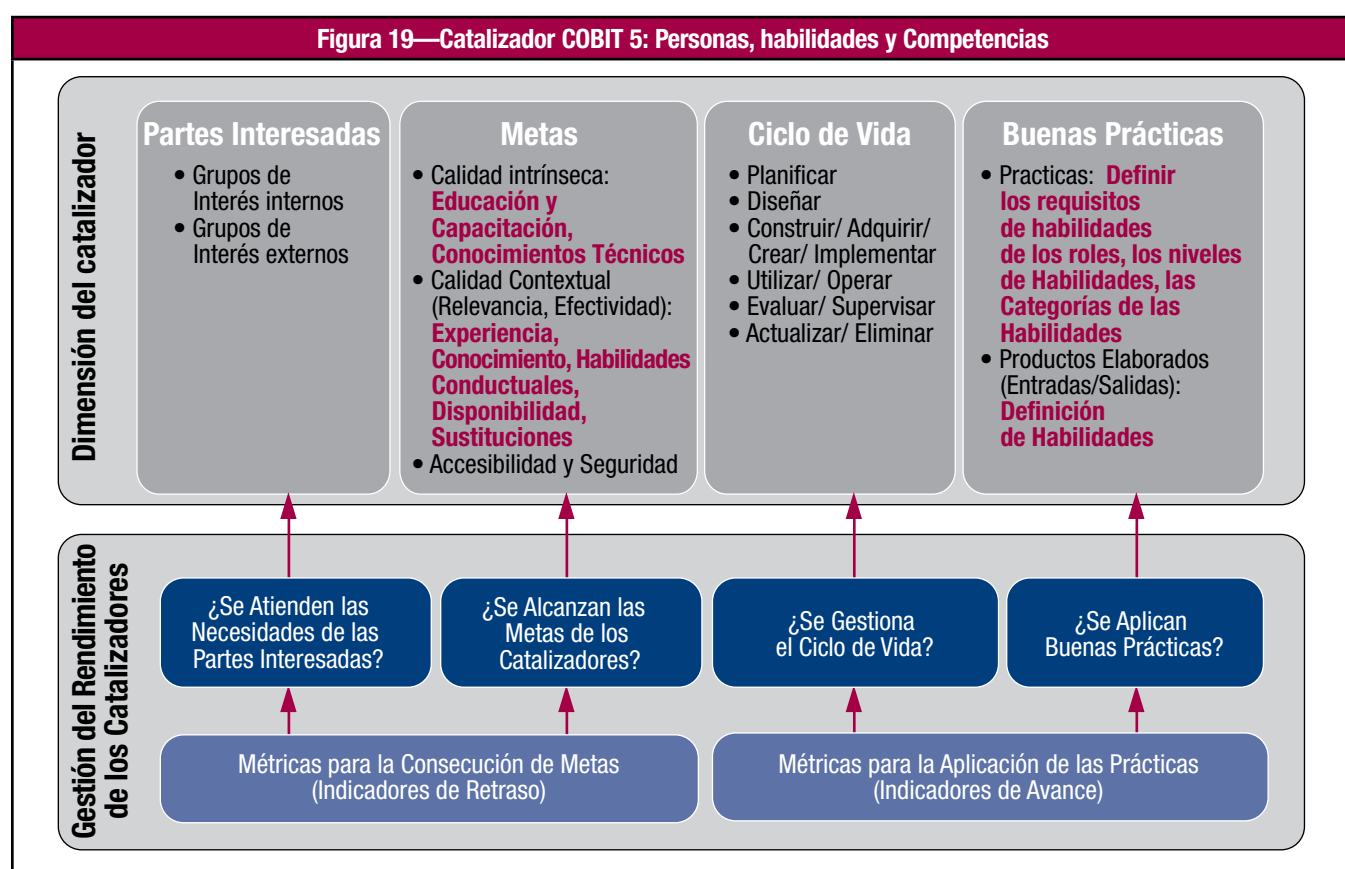 Figura 19—Catalizador COBIT 5: Personas, habilidades y Competencias
Dimensión del catalizador
Partes Interesadas
• Grupos de
Interés internos
• Grupos de
Interés externos
Metas
• Calidad intrínseca:
Educación y
Capacitación,
Conocimientos Técnicos
• Calidad Contextual
(Relevancia, Efectividad):
Experiencia,
Conocimiento, Habilidades
Conductuales,
Disponibilidad,
Sustituciones
• Accesibilidad y Seguridad
Ciclo de Vida
• Planificar
• Diseñar
• Construir/ Adquirir/
Crear/ Implementar
• Utilizar/ Operar
• Evaluar/ Supervisar
• Actualizar/ Eliminar
Buenas Prácticas
• Practicas: Definir
los requisitos
de habilidades
de los roles, los niveles
de Habilidades, las
Categorías de las
Habilidades
• Productos Elaborados
(Entradas/Salidas):
Definición
de Habilidades
Gestión del Rendimiento
de los Catalizadores
¿Se Atienden las
Necesidades de las
Partes Interesadas?
¿Se Alcanzan las
Metas de los
Catalizadores?
¿Se Gestiona
el Ciclo de Vida?
¿Se Aplican
Buenas Prácticas?
Métricas para la Consecución de Metas
(Indicadores de Retraso)
Métricas para la Aplicación de las Prácticas
(Indicadores de Avance)